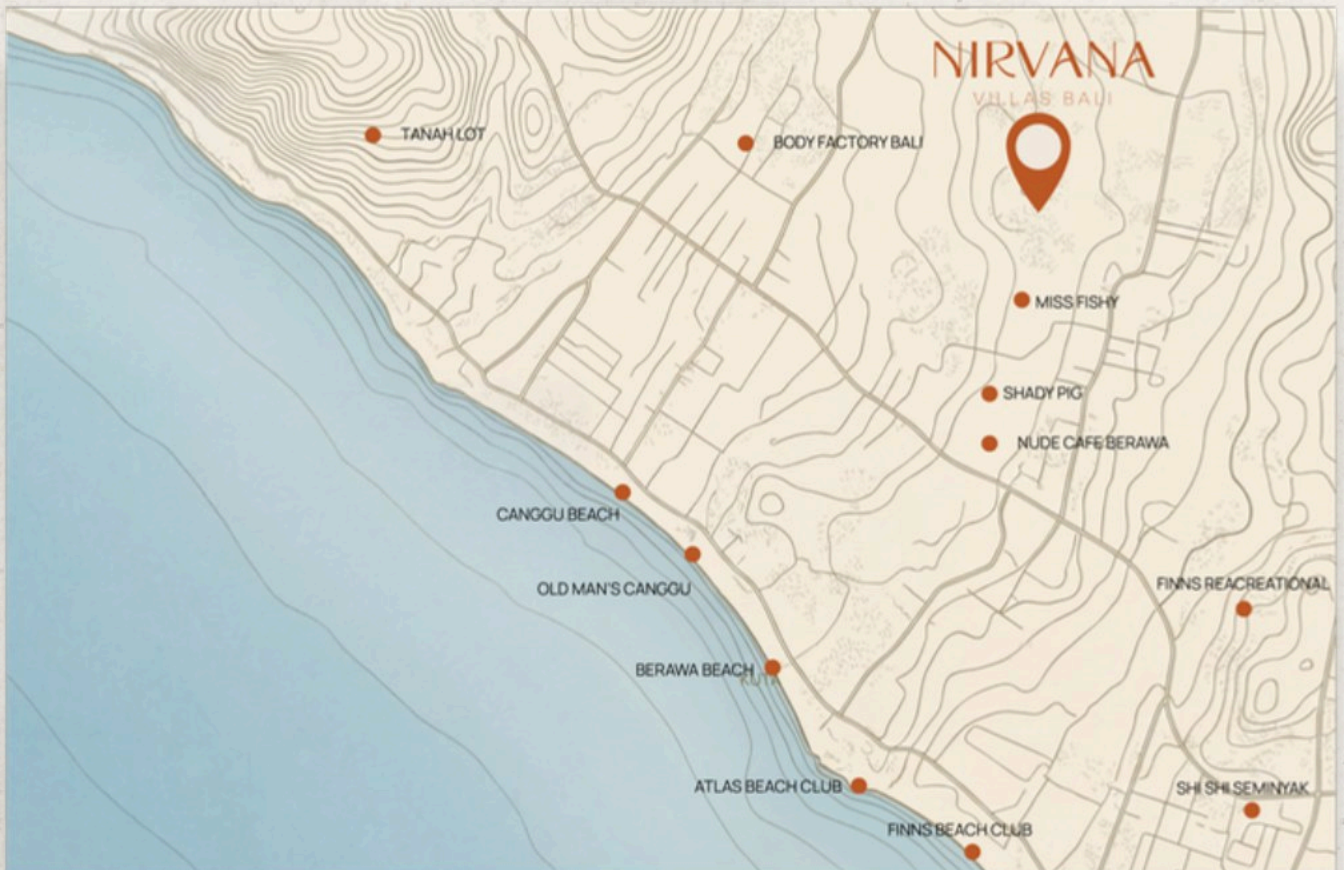 NIRVANA
VILLAS BALI
TANAH LOT
BODY FACTORY BALI
MISS FISHY
SHADY PIG
NUDE CAFE BERAWA
CANGGU BEACH
OLD MAN'S CANGGU
FINNS REACREATIONAL
BERAWA BEACH
KUTA
ATLAS BEACH CLUB
SHI SHI SEMINYAK
FINNS BEACH CLUB